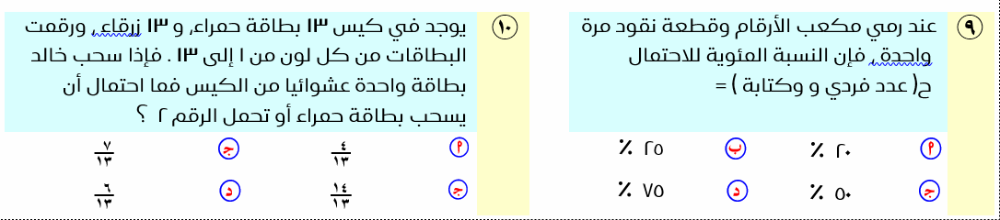 ٩
عند رمي مكعب الأرقام وقطعة نقود مرة
واحدة ، فإن النسبة المئوية للاحتمال
ح( عدد فردي و وكتابة ) =
م ٢٠ ٪ ب ٢٥ ٪
ج ٥٠ ٪ د ٧٥ ٪
١٠
يوجد في كيس ١٣ بطاقة حمراء، و ١٣ زرقاء ، ورقمت
البطاقات من كل لون من ١ إلى ١٣ . فإذا سحب خالد
بطاقة واحدة عشوائيا من الكيس فما احتمال أن
يسحب بطاقة حمراء أو تحمل الرقم ٢ ؟
م ٤/١٣ ج ٧/١٣
ج ١٤/١٣ د ٦/١٣